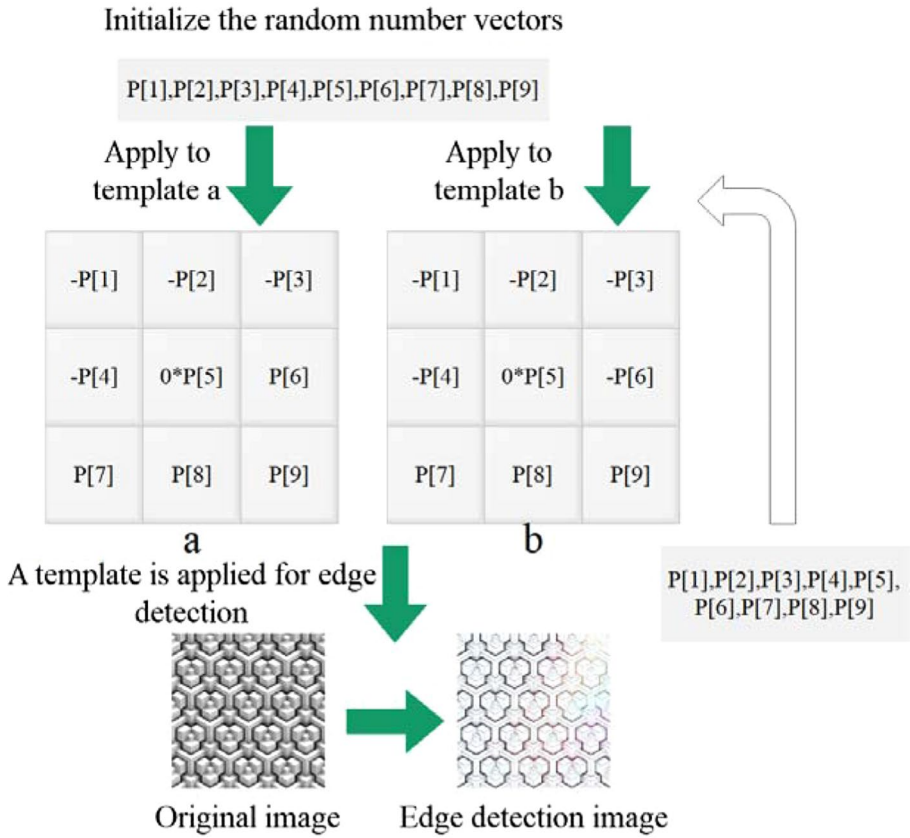 Initialize the random number vectors
P[1],P[2],P[3],P[4],P[5],P[6],P[7],P[8],P[9]
Apply to
template a
Apply to
template b
-P[1] -P[2] -P[3]
-P[4] 0*P[5] P[6]
P[7] P[8] P[9]
a
-P[1] -P[2] -P[3]
-P[4] 0*P[5] -P[6]
P[7] P[8] P[9]
b
P[1],P[2],P[3],P[4],P[5],
P[6],P[7],P[8],P[9]
A template is applied for edge
detection
Original image
Edge detection image